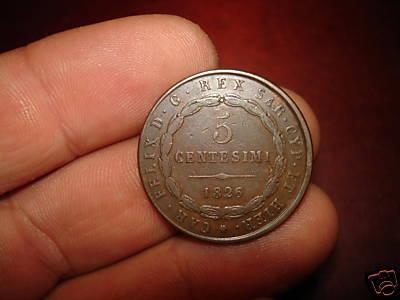 CAR · FELIX D · G · REX SAR · CYP · ET HIER ·
5
CENTESIMI
1826